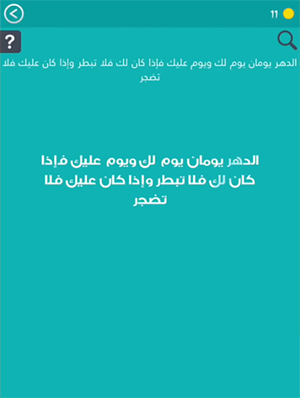 11
?
الدهر يومان يوم لك ويوم عليك فإذا كان لك فلا تبطر وإذا كان عليك فلا
تضجر
الدهر يومان يوم لك ويوم عليك فإذا
كان لك فلا تبطر وإذا كان عليك فلا
تضجر